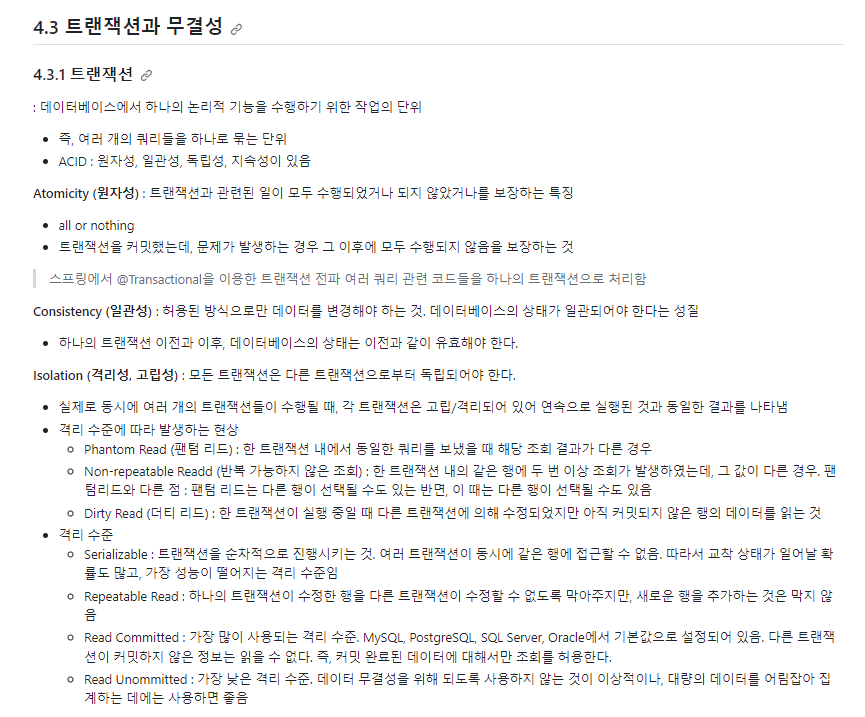 4.3 트랜잭션과 무결성
4.3.1 트랜잭션
: 데이터베이스에서 하나의 논리적 기능을 수행하기 위한 작업의 단위
즉, 여러 개의 쿼리들을 하나로 묶는 단위
ACID : 원자성, 일관성, 독립성, 지속성이 있음
Atomicity (원자성) : 트랜잭션과 관련된 일이 모두 수행되었거나 되지 않았거나를 보장하는 특징
all or nothing
트랜잭션을 커밋했는데, 문제가 발생하는 경우 그 이후에 모두 수행되지 않음을 보장하는 것
스프링에서 @Transactional을 이용한 트랜잭션 전파 여러 쿼리 관련 코드들을 하나의 트랜잭션으로 처리함
Consistency (일관성) : 허용된 방식으로만 데이터를 변경해야 하는 것. 데이터베이스의 상태가 일관되어야 한다는 성질
하나의 트랜잭션 이전과 이후, 데이터베이스의 상태는 이전과 같이 유효해야 한다.
Isolation (격리성, 고립성) : 모든 트랜잭션은 다른 트랜잭션으로부터 독립되어야 한다.
실제로 동시에 여러 개의 트랜잭션들이 수행될 때, 각 트랜잭션은 고립/격리되어 있어 연속으로 실행된 것과 동일한 결과를 나타냄
격리 수준에 따라 발생하는 현상
Phantom Read (팬텀 리드) : 한 트랜잭션 내에서 동일한 쿼리를 보냈을 때 해당 조회 결과가 다른 경우
Non-repeatable Readd (반복 가능하지 않은 조회) : 한 트랜잭션 내의 같은 행에 두 번 이상 조회가 발생하였는데, 그 값이 다른 경우. 팬
텀리드와 다른 점 : 팬텀 리드는 다른 행이 선택될 수도 있는 반면, 이 때는 다른 행이 선택될 수도 있음
Dirty Read (더티 리드) : 한 트랜잭션이 실행 중일 때 다른 트랜잭션에 의해 수정되었지만 아직 커밋되지 않은 행의 데이터를 읽는 것
격리 수준
Serializable : 트랜잭션을 순차적으로 진행시키는 것. 여러 트랜잭션이 동시에 같은 행에 접근할 수 없음. 따라서 교착 상태가 일어날 확
률도 많고, 가장 성능이 떨어지는 격리 수준임
Repeatable Read : 하나의 트랜잭션이 수정한 행을 다른 트랜잭션이 수정할 수 없도록 막아주지만, 새로운 행을 추가하는 것은 막지 않
음
Read Committed : 가장 많이 사용되는 격리 수준. MySQL, PostgreSQL, SQL Server, Oracle에서 기본값으로 설정되어 있음. 다른 트랜잭
션이 커밋하지 않은 정보는 읽을 수 없다. 즉, 커밋 완료된 데이터에 대해서만 조회를 허용한다.
Read Unommitted : 가장 낮은 격리 수준. 데이터 무결성을 위해 되도록 사용하지 않는 것이 이상적이나, 대량의 데이터를 어림잡아 집
계하는 데에는 사용하면 좋음